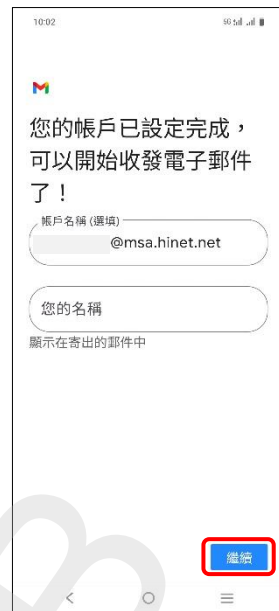 10:02
您的帳戶已設定完成，
可以開始收發電子郵件
了！
帳戶名稱 (選填)
@msa.hinet.net
您的名稱
顯示在寄出的郵件中
繼續